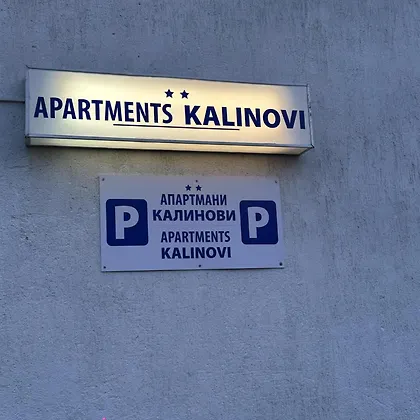 ★★
APARTMENTS KALINOVI
★★
АПАРТМАНИ
P КАЛИНОВИ P
APARTMENTS
KALINOVI